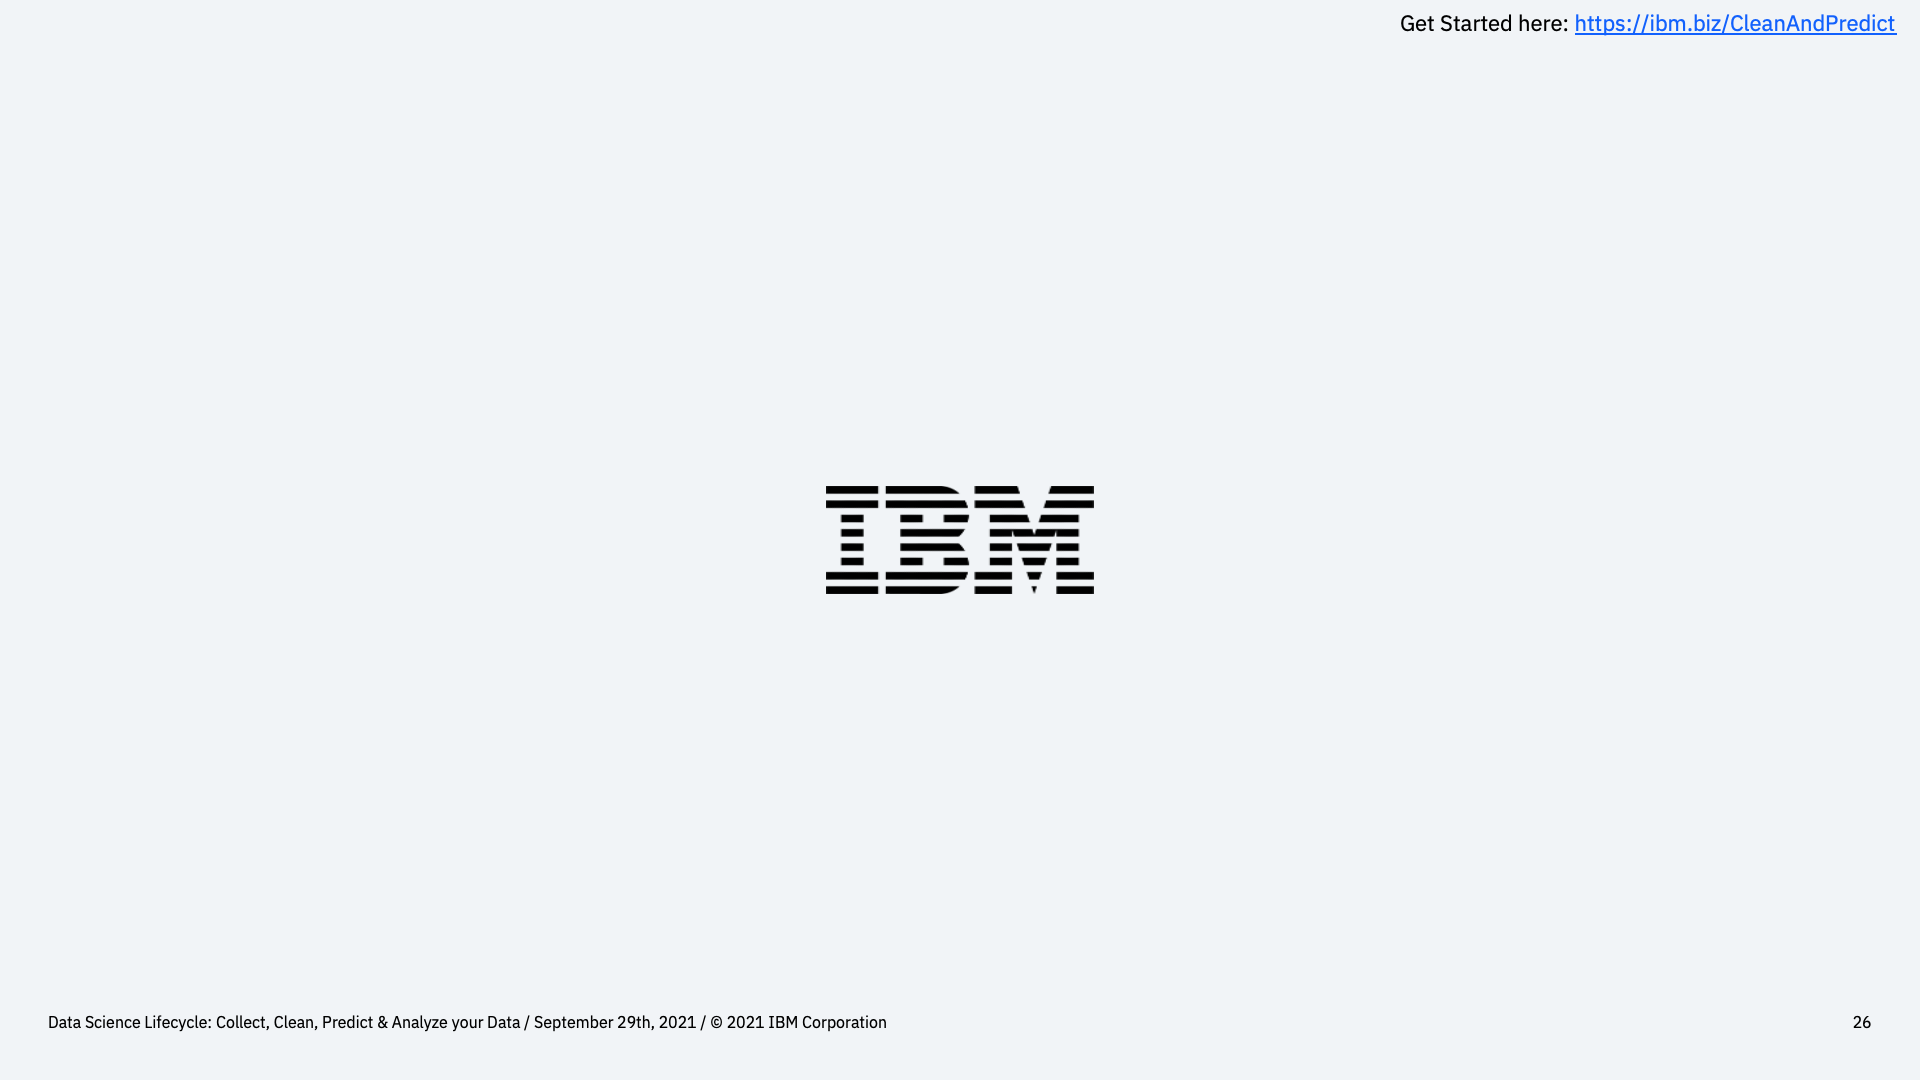 Get Started here: https://ibm.biz/CleanAndPredict
IBM
Data Science Lifecycle: Collect, Clean, Predict & Analyze your Data / September 29th, 2021 / © 2021 IBM Corporation
26